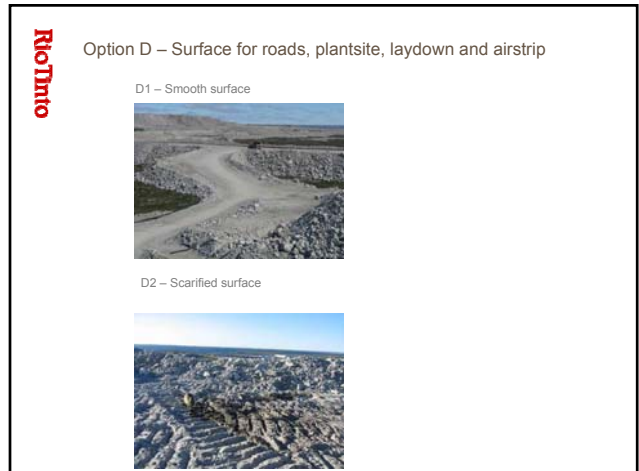 RioTinto
Option D – Surface for roads, plantsite, laydown and airstrip
D1 – Smooth surface
D2 – Scarified surface